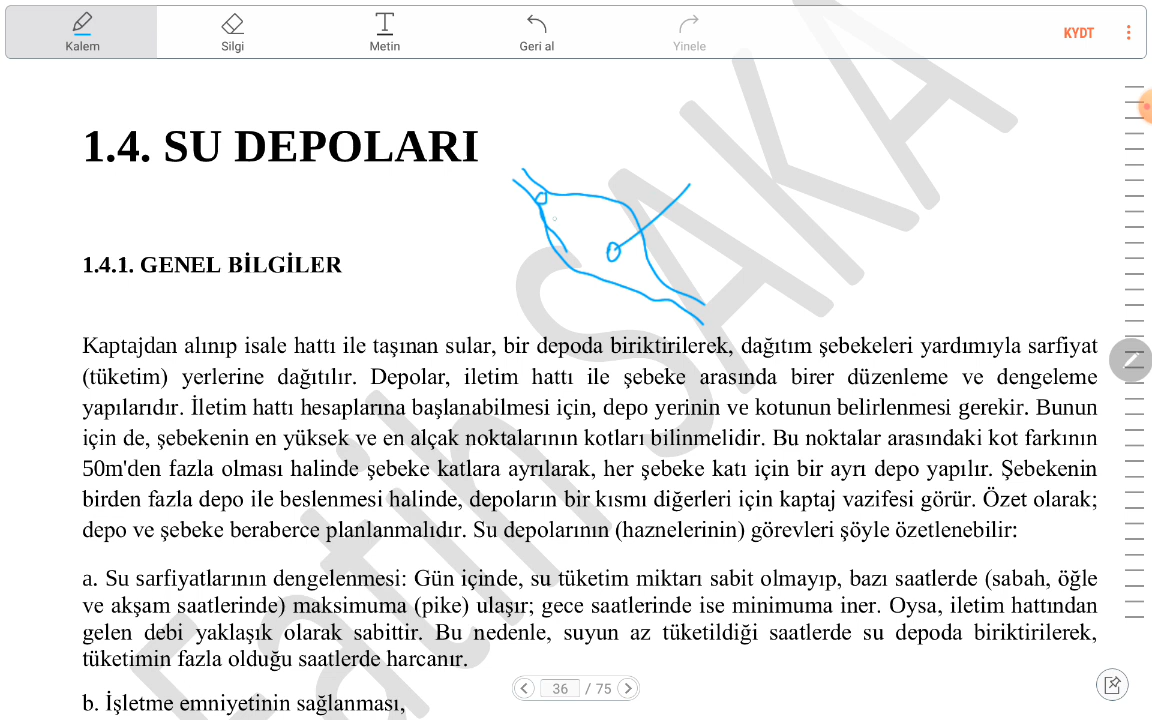 Kalem
Silgi
Metin
Geri al
Yinele
KYDT
1.4. SU DEPOLARI
1.4.1. GENEL BİLGİLER
Kaptajdan alınıp isale hattı ile taşınan sular, bir depoda biriktirilerek, dağıtım şebekeleri yardımıyla sarfiyat
(tüketim) yerlerine dağıtılır. Depolar, iletim hattı ile şebeke arasında birer düzenleme ve dengeleme
yapılarıdır. İletim hattı hesaplarına başlanabilmesi için, depo yerinin ve kotunun belirlenmesi gerekir. Bunun
için de, şebekenin en yüksek ve en alçak noktalarının kotları bilinmelidir. Bu noktalar arasındaki kot farkının
50m'den fazla olması halinde şebeke katlara ayrılarak, her şebeke katı için bir ayrı depo yapılır. Şebekenin
birden fazla depo ile beslenmesi halinde, depoların bir kısmı diğerleri için kaptaj vazifesi görür. Özet olarak;
depo ve şebeke beraberce planlanmalıdır. Su depolarının (haznelerinin) görevleri şöyle özetlenebilir:
a. Su sarfiyatlarının dengelenmesi: Gün içinde, su tüketim miktarı sabit olmayıp, bazı saatlerde (sabah, öğle
ve akşam saatlerinde) maksimuma (pike) ulaşır; gece saatlerinde ise minimuma iner. Oysa, iletim hattından
gelen debi yaklaşık olarak sabittir. Bu nedenle, suyun az tüketildiği saatlerde su depoda biriktirilerek,
tüketimin fazla olduğu saatlerde harcanır.
b. İşletme emniyetinin sağlanması,
36 / 75
Fatih SAKA